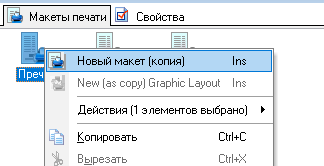 Макеты печати Свойства
Новый макет (копия) Ins
New (as copy) Graphic Layout Ins
Действия (1 элементов выбрано)
Копировать Ctrl+C
Вырезать Ctrl+X